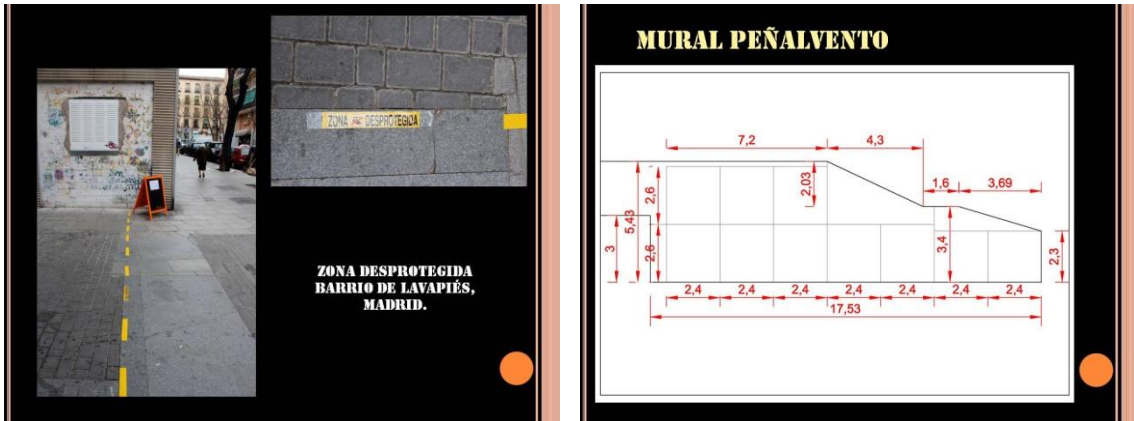 ZONA DESPROTEGIDA
ZONA DESPROTEGIDA
BARRIO DE LAVAPIÉS,
MADRID.
MURAL PEÑALVENTO
7,2
4,3
1,6
3,69
2,03
2,6
5,43
3
2,6
3,4
2,3
2,4 2,4 2,4 2,4 2,4 2,4 2,4
17,53